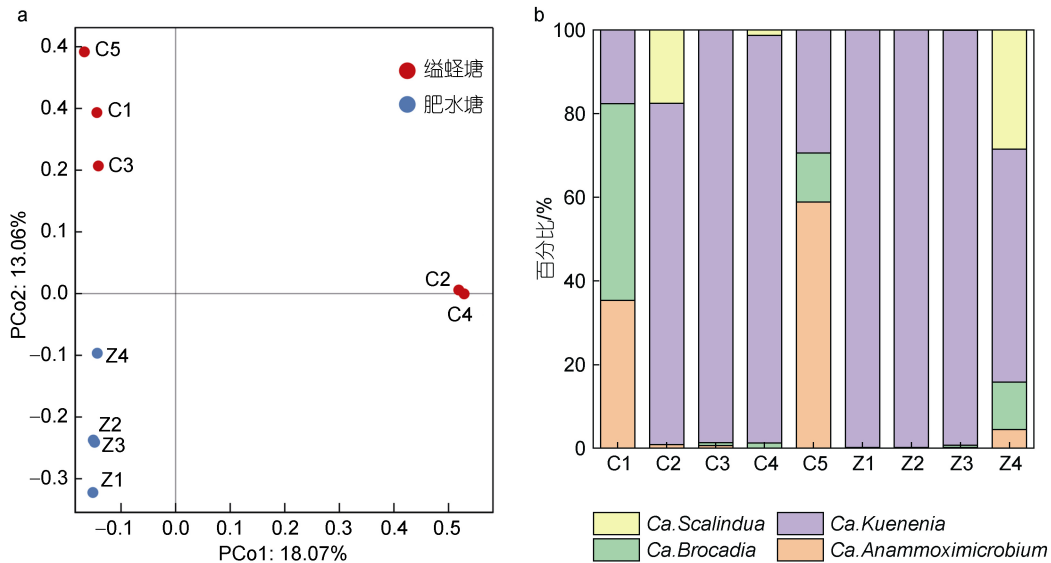 a
0.4
0.4
0.2
0.1
0.0
−0.1
−0.2
−0.3
PCo2: 13.06%
C5
C1
C3
C2
C4
Z4
Z2
Z3
Z1
缢蛏塘
肥水塘
−0.1
0.0
0.1
0.2
0.3
0.4
0.5
PCo1: 18.07%
b
100
80
60
40
20
0
百分比/%
C1 C2 C3 C4 C5 Z1 Z2 Z3 Z4
Ca.Scalindua
Ca.Kuenenia
Ca.Brocadia
Ca.Anammoximicrobium